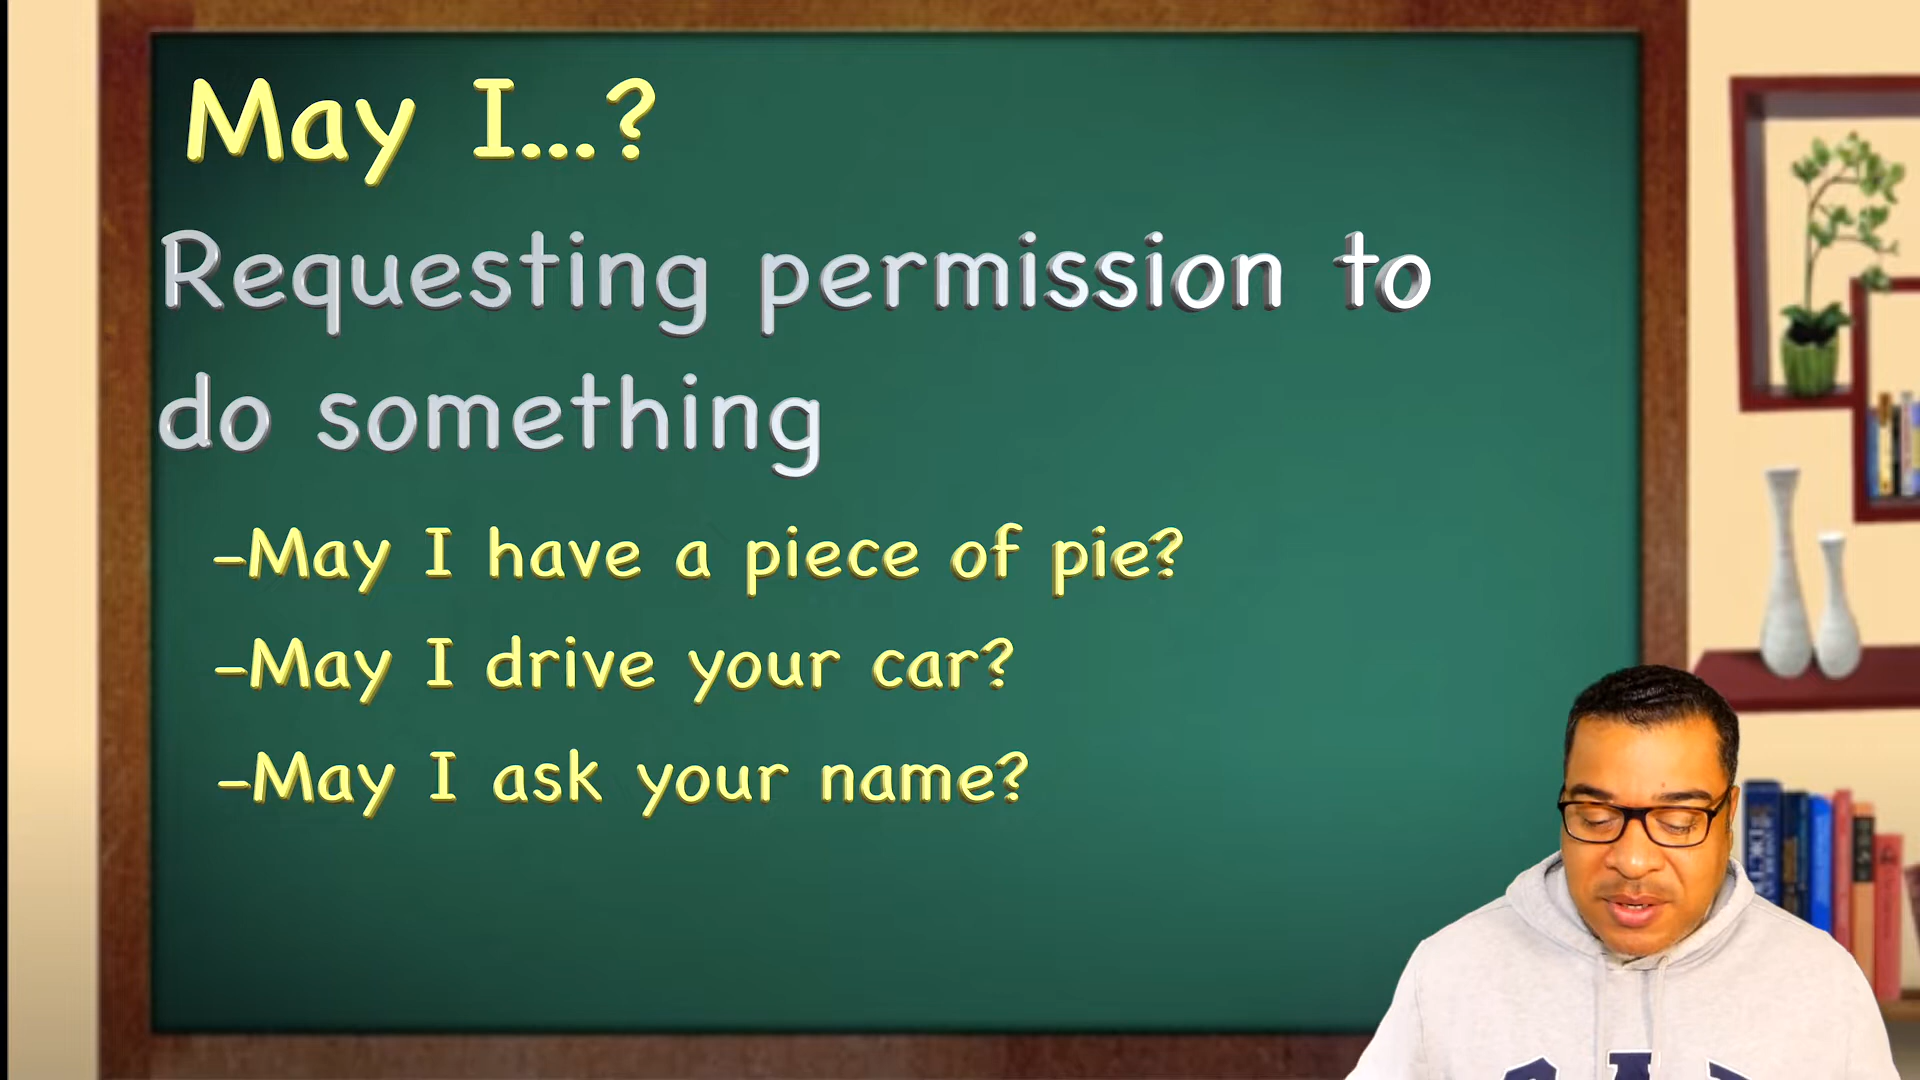 May I...?
Requesting permission to
do something
-May I have a piece of pie?
-May I drive your car?
-May I ask your name?